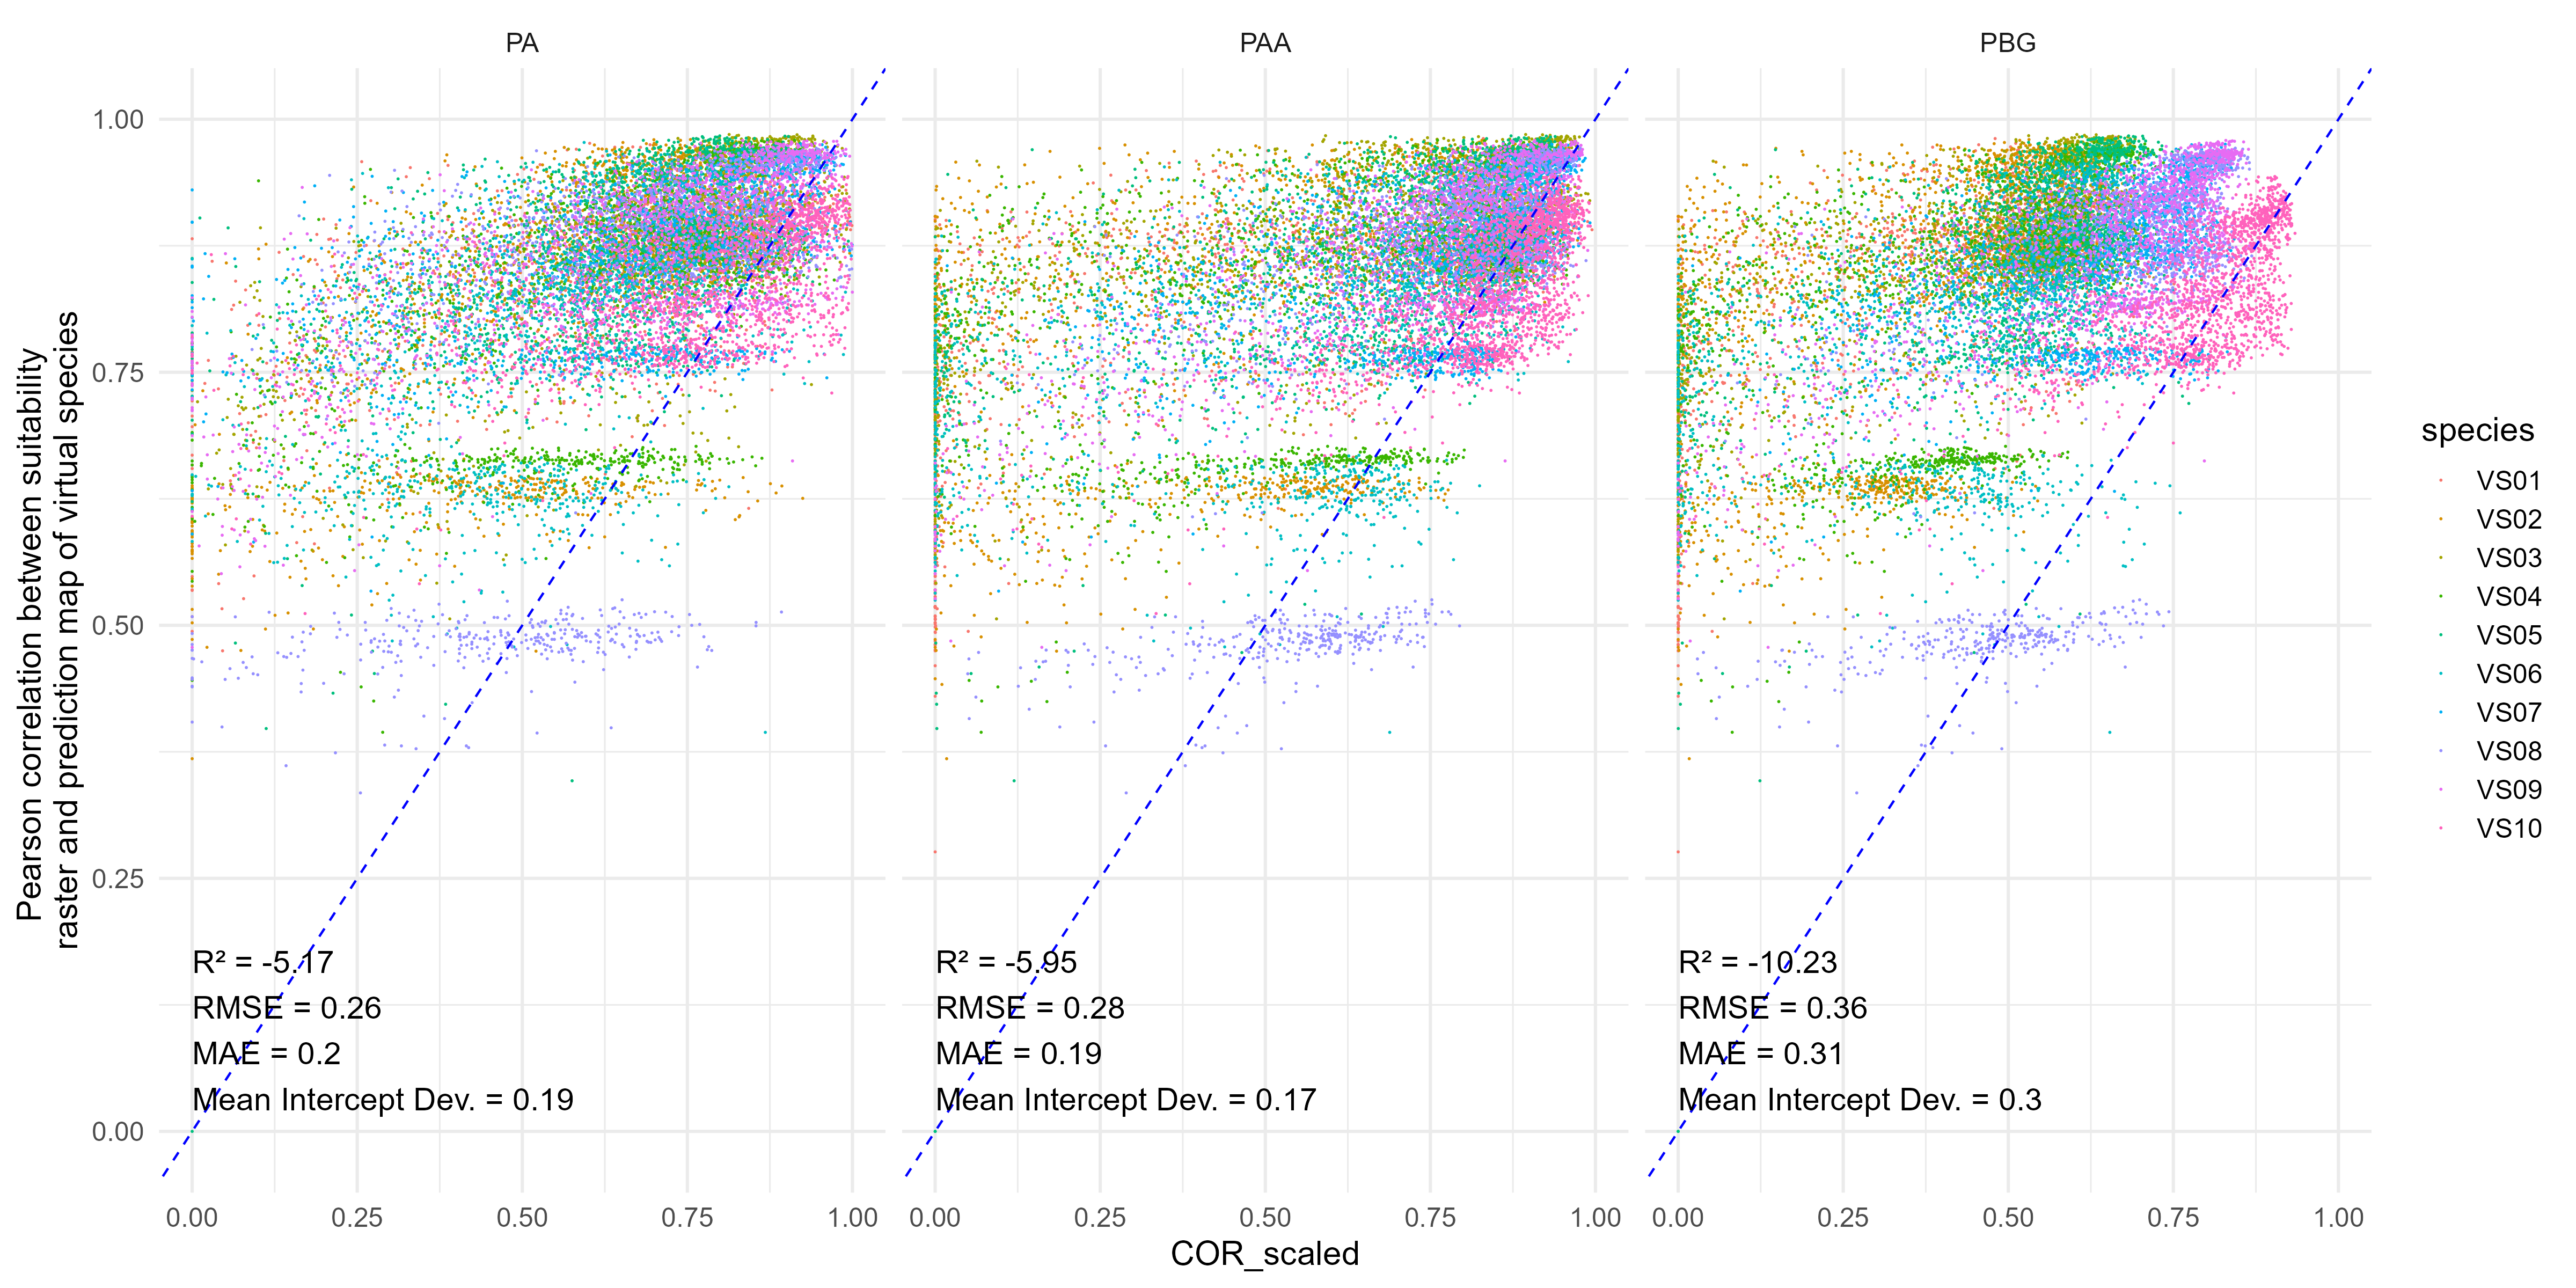 PA
PAA
PBG
Pearson correlation between suitability
raster and prediction map of virtual species
1.00
0.75
0.50
0.25
0.00
R² = -5.17
RMSE = 0.26
MAE = 0.2
Mean Intercept Dev. = 0.19
R² = -5.95
RMSE = 0.28
MAE = 0.19
Mean Intercept Dev. = 0.17
R² = -10.23
RMSE = 0.36
MAE = 0.31
Mean Intercept Dev. = 0.3
0.00 0.25 0.50 0.75 1.00
0.00 0.25 0.50 0.75 1.00
0.00 0.25 0.50 0.75 1.00
COR_scaled
species
VS01
VS02
VS03
VS04
VS05
VS06
VS07
VS08
VS09
VS10